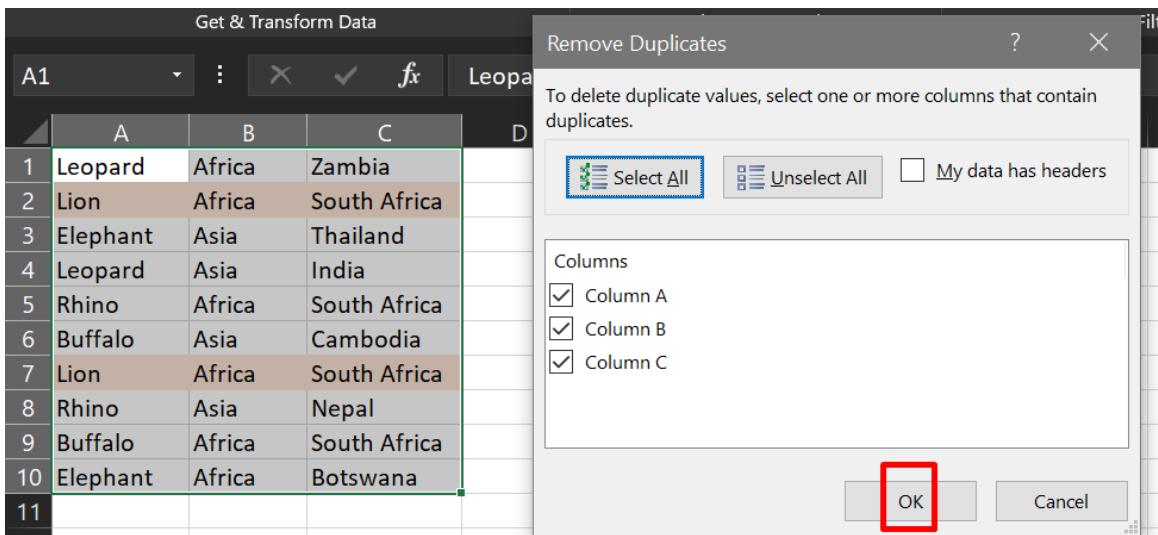 Get & Transform Data
Fil
A1 fx Leopa
A B C D
1 Leopard Africa Zambia
2 Lion Africa South Africa
3 Elephant Asia Thailand
4 Leopard Asia India
5 Rhino Africa South Africa
6 Buffalo Asia Cambodia
7 Lion Africa South Africa
8 Rhino Asia Nepal
9 Buffalo Africa South Africa
10 Elephant Africa Botswana
11
Remove Duplicates ?
To delete duplicate values, select one or more columns that contain
duplicates.
Select All Unselect All My data has headers
Columns
Column A
Column B
Column C
OK Cancel